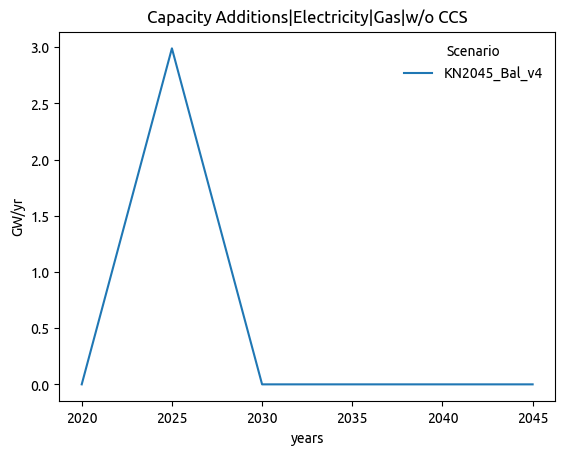 Capacity Additions|Electricity|Gas|w/o CCS
Scenario
KN2045_Bal_v4
3.0
2.5
2.0
1.5
1.0
0.5
0.0
GW/yr
2020 2025 2030 2035 2040 2045
years